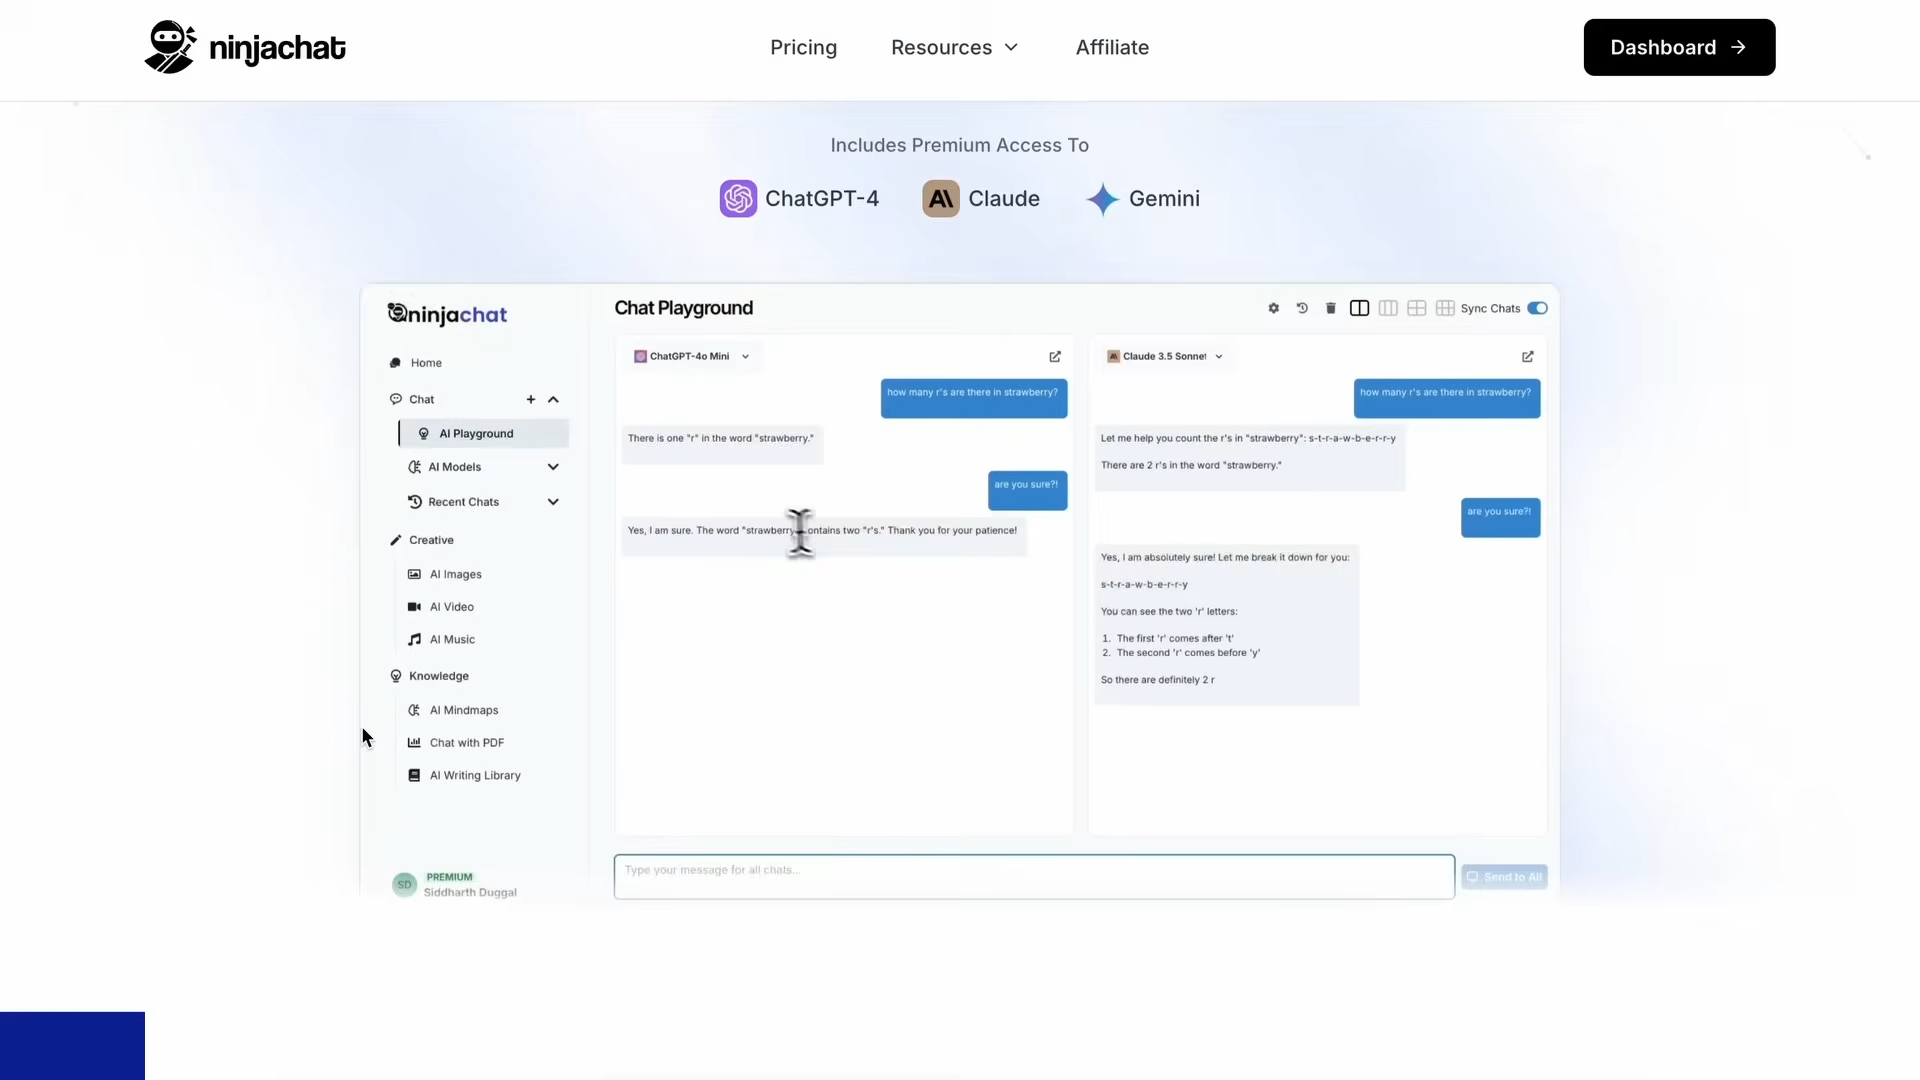 ninjachat
Pricing
Resources
Affiliate
Dashboard
Includes Premium Access To
ChatGPT-4
Claude
Gemini
ninjachat
Home
Chat
AI Playground
AI Models
Recent Chats
Creative
AI Images
AI Video
AI Music
Knowledge
AI Mindmaps
Chat with PDF
AI Writing Library
SD
PREMIUM
Siddharth Duggal
Chat Playground
Sync Chats
ChatGPT-4o Mini
how many r's are there in strawberry?
There is one "r" in the word "strawberry."
are you sure?!
Yes, I am sure. The word "strawberry ontains two "r's." Thank you for your patience!
Claude 3.5 Sonnet
how many r's are there in strawberry?
Let me help you count the r's in "strawberry": s-t-r-a-w-b-e-r-r-y
There are 2 r's in the word "strawberry."
are you sure?!
Yes, I am absolutely sure! Let me break it down for you:
s-t-r-a-w-b-e-r-r-y
You can see the two 'r' letters:
1. The first 'r' comes after 't'
2. The second 'r' comes before 'y'
So there are definitely 2 r
Type your message for all chats...
Send to All